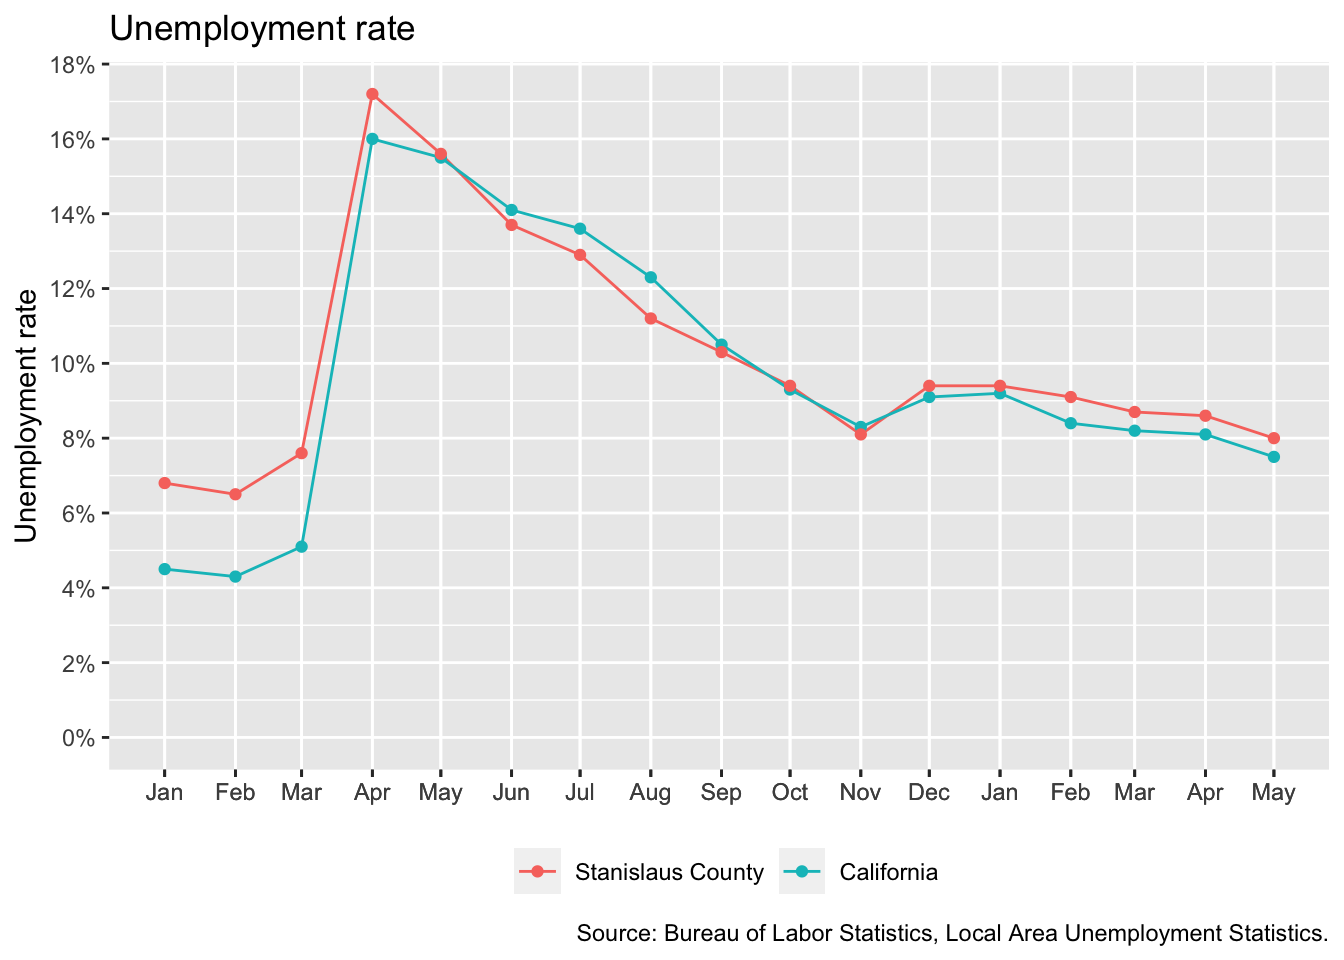 Unemployment rate
Unemployment rate
18%
16%
14%
12%
10%
8%
6%
4%
2%
0%
Jan Feb Mar Apr May Jun Jul Aug Sep Oct Nov Dec Jan Feb Mar Apr May
Stanislaus County California
Source: Bureau of Labor Statistics, Local Area Unemployment Statistics.